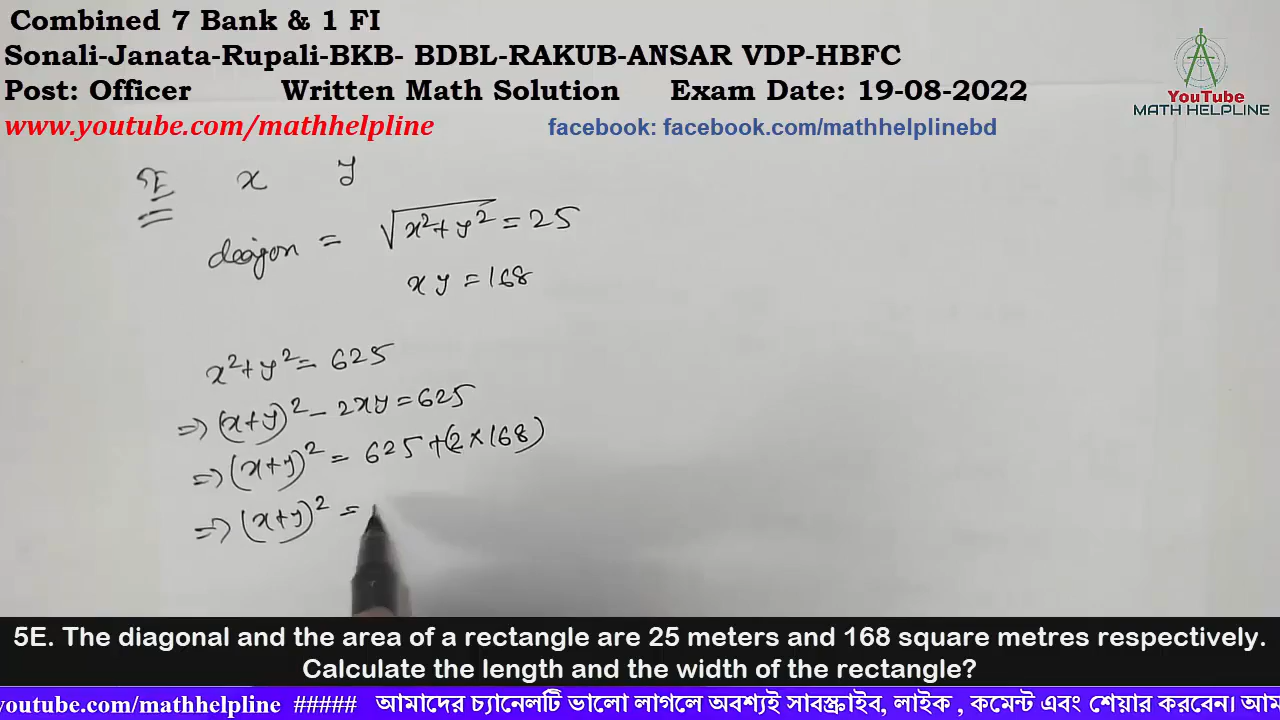 Combined 7 Bank & 1 FI
Sonali-Janata-Rupali-BKB- BDBL-RAKUB-ANSAR VDP-HBFC
Post: Officer Written Math Solution Exam Date: 19-08-2022
www.youtube.com/mathhelpline facebook: facebook.com/mathhelplinebd
YouTube
MATH HELPLINE
5E x y
daigon = √x²+y² = 25
xy = 168
x²+y² = 625
⇒ (x+y)² - 2xy = 625
⇒ (x+y)² = 625 + (2×168)
⇒ (x+y)² =
5E. The diagonal and the area of a rectangle are 25 meters and 168 square metres respectively.
Calculate the length and the width of the rectangle?
youtube.com/mathhelpline ##### আমাদের চ্যানেলটি ভালো লাগলে অবশ্যই সাবস্ক্রাইব, লাইক , কমেন্ট এবং শেয়ার করবেন। আম